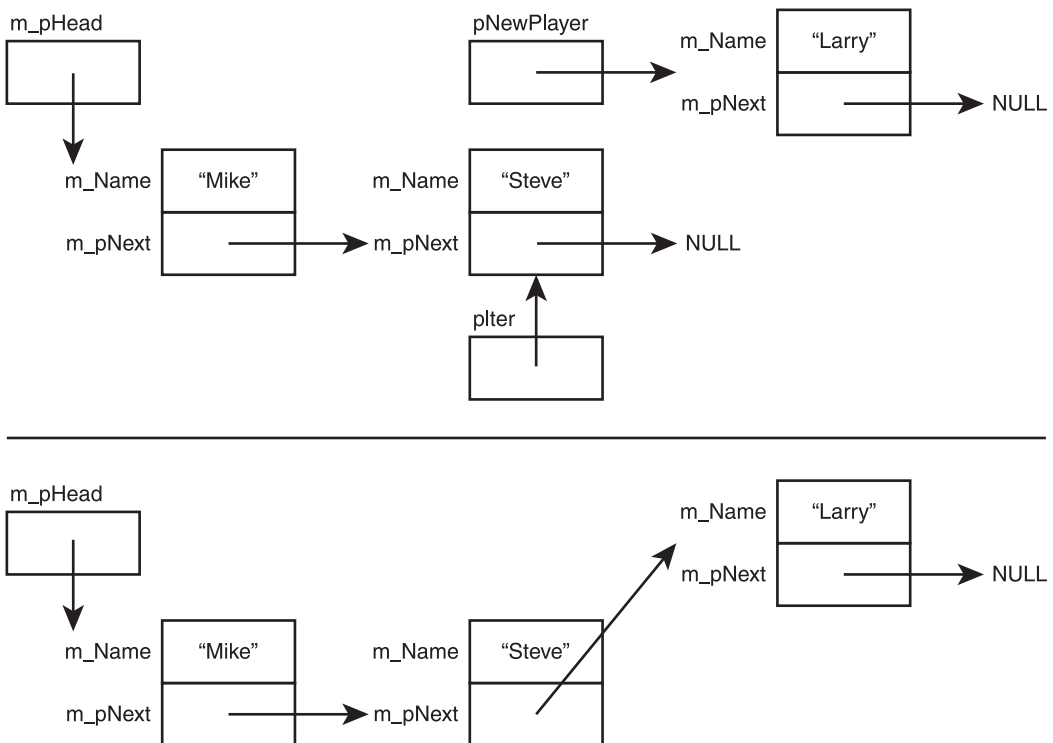 m_pHead
pNewPlayer
m_Name
“Larry”
m_pNext
NULL
m_Name
“Mike”
m_Name
“Steve”
m_pNext
m_pNext
NULL
pIter
m_pHead
m_Name
“Larry”
m_pNext
NULL
m_Name
“Mike”
m_Name
“Steve”
m_pNext
m_pNext